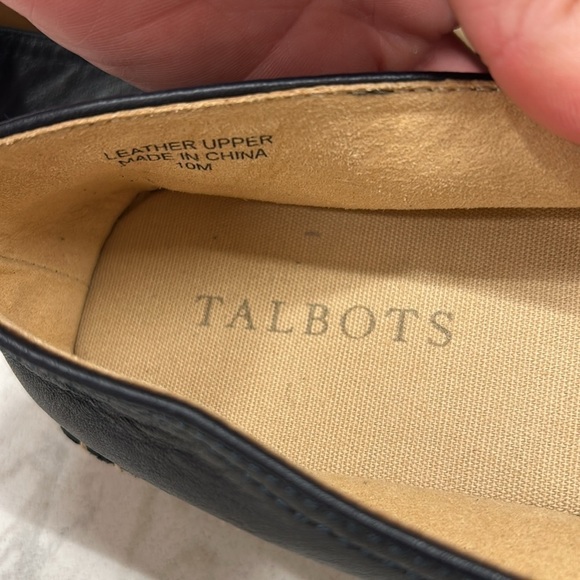 LEATHER UPPER
MADE IN CHINA
10M
TALBOTS